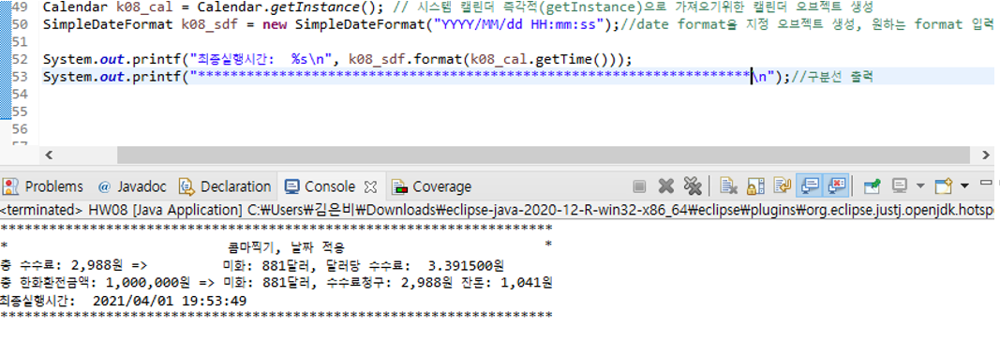 49 Calendar k08_cal = Calendar.getInstance(); // 시스템 캘린더 즉각적(getInstance)으로 가져오기위한 캘린더 오브젝트 생성
50 SimpleDateFormat k08_sdf = new SimpleDateFormat("YYYY/MM/dd HH:mm:ss");//date format을 지정 오브젝트 생성, 원하는 format 입력
51
52 System.out.printf("최종실행시간:  %s\n", k08_sdf.format(k08_cal.getTime()));
53 System.out.printf("********************************************************************\n");//구분선 출력
54
55
56
57
Problems @ Javadoc Declaration Console Coverage
<terminated> HW08 [Java Application] C:₩Users₩김은비₩Downloads₩eclipse-java-2020-12-R-win32-x86_64₩eclipse₩plugins₩org.eclipse.justj.openjdk.hotsp
********************************************************************
* 콤마찍기, 날짜 적용 *
총 수수료: 2,988원 => 미화: 881달러, 달러당 수수료:  3.391500원
총 한화환전금액: 1,000,000원 => 미화: 881달러, 수수료청구: 2,988원 잔돈: 1,041원
최종실행시간:  2021/04/01 19:53:49
********************************************************************